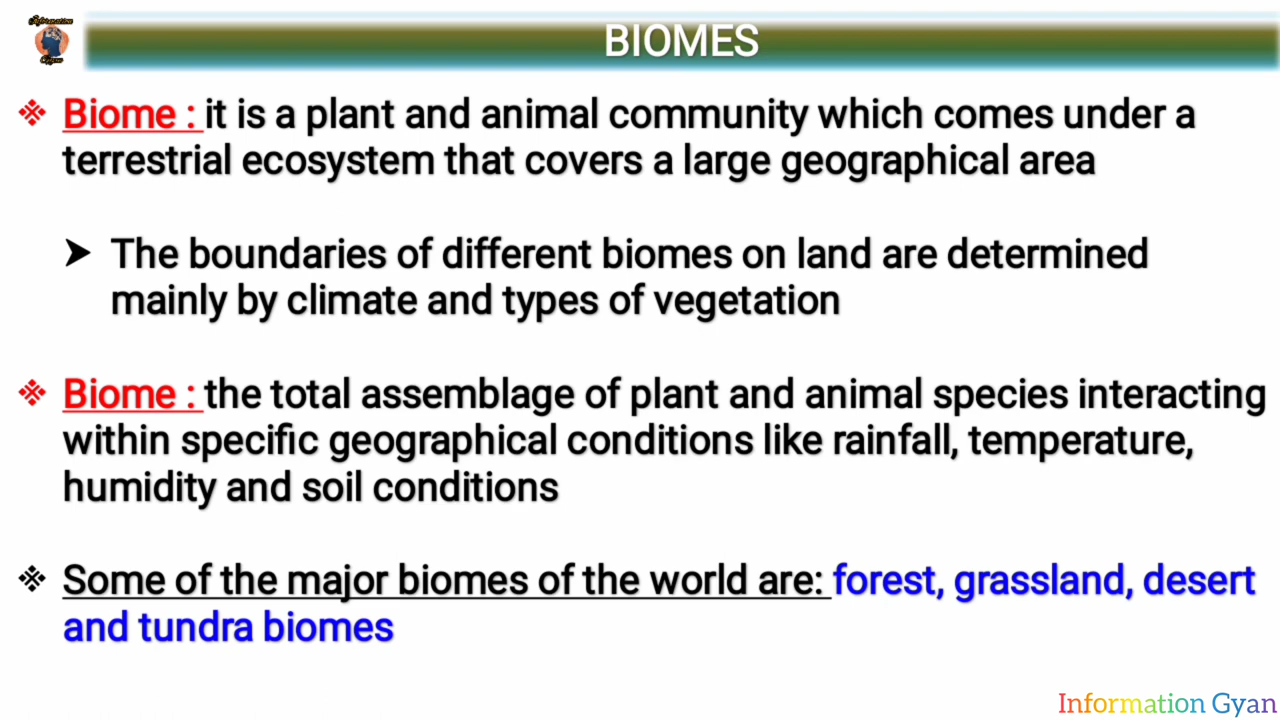 Information
Gyan
BIOMES
Biome : it is a plant and animal community which comes under a
terrestrial ecosystem that covers a large geographical area
The boundaries of different biomes on land are determined
mainly by climate and types of vegetation
Biome : the total assemblage of plant and animal species interacting
within specific geographical conditions like rainfall, temperature,
humidity and soil conditions
Some of the major biomes of the world are: forest, grassland, desert
and tundra biomes
Information Gyan